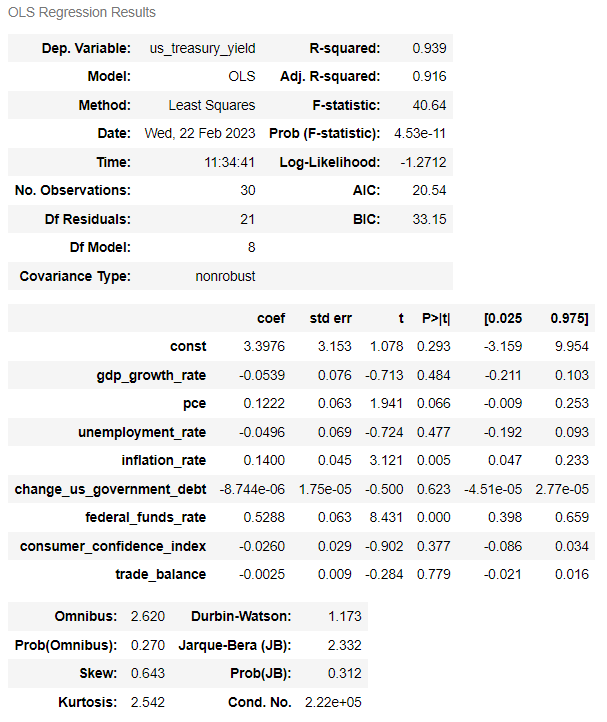 OLS Regression Results
Dep. Variable: us_treasury_yield R-squared: 0.939
Model: OLS Adj. R-squared: 0.916
Method: Least Squares F-statistic: 40.64
Date: Wed, 22 Feb 2023 Prob (F-statistic): 4.53e-11
Time: 11:34:41 Log-Likelihood: -1.2712
No. Observations: 30 AIC: 20.54
Df Residuals: 21 BIC: 33.15
Df Model: 8
Covariance Type: nonrobust
coef std err t P>|t| [0.025 0.975]
const 3.3976 3.153 1.078 0.293 -3.159 9.954
gdp_growth_rate -0.0539 0.076 -0.713 0.484 -0.211 0.103
pce 0.1222 0.063 1.941 0.066 -0.009 0.253
unemployment_rate -0.0496 0.069 -0.724 0.477 -0.192 0.093
inflation_rate 0.1400 0.045 3.121 0.005 0.047 0.233
change_us_government_debt -8.744e-06 1.75e-05 -0.500 0.623 -4.51e-05 2.77e-05
federal_funds_rate 0.5288 0.063 8.431 0.000 0.398 0.659
consumer_confidence_index -0.0260 0.029 -0.902 0.377 -0.086 0.034
trade_balance -0.0025 0.009 -0.284 0.779 -0.021 0.016
Omnibus: 2.620 Durbin-Watson: 1.173
Prob(Omnibus): 0.270 Jarque-Bera (JB): 2.332
Skew: 0.643 Prob(JB): 0.312
Kurtosis: 2.542 Cond. No. 2.22e+05